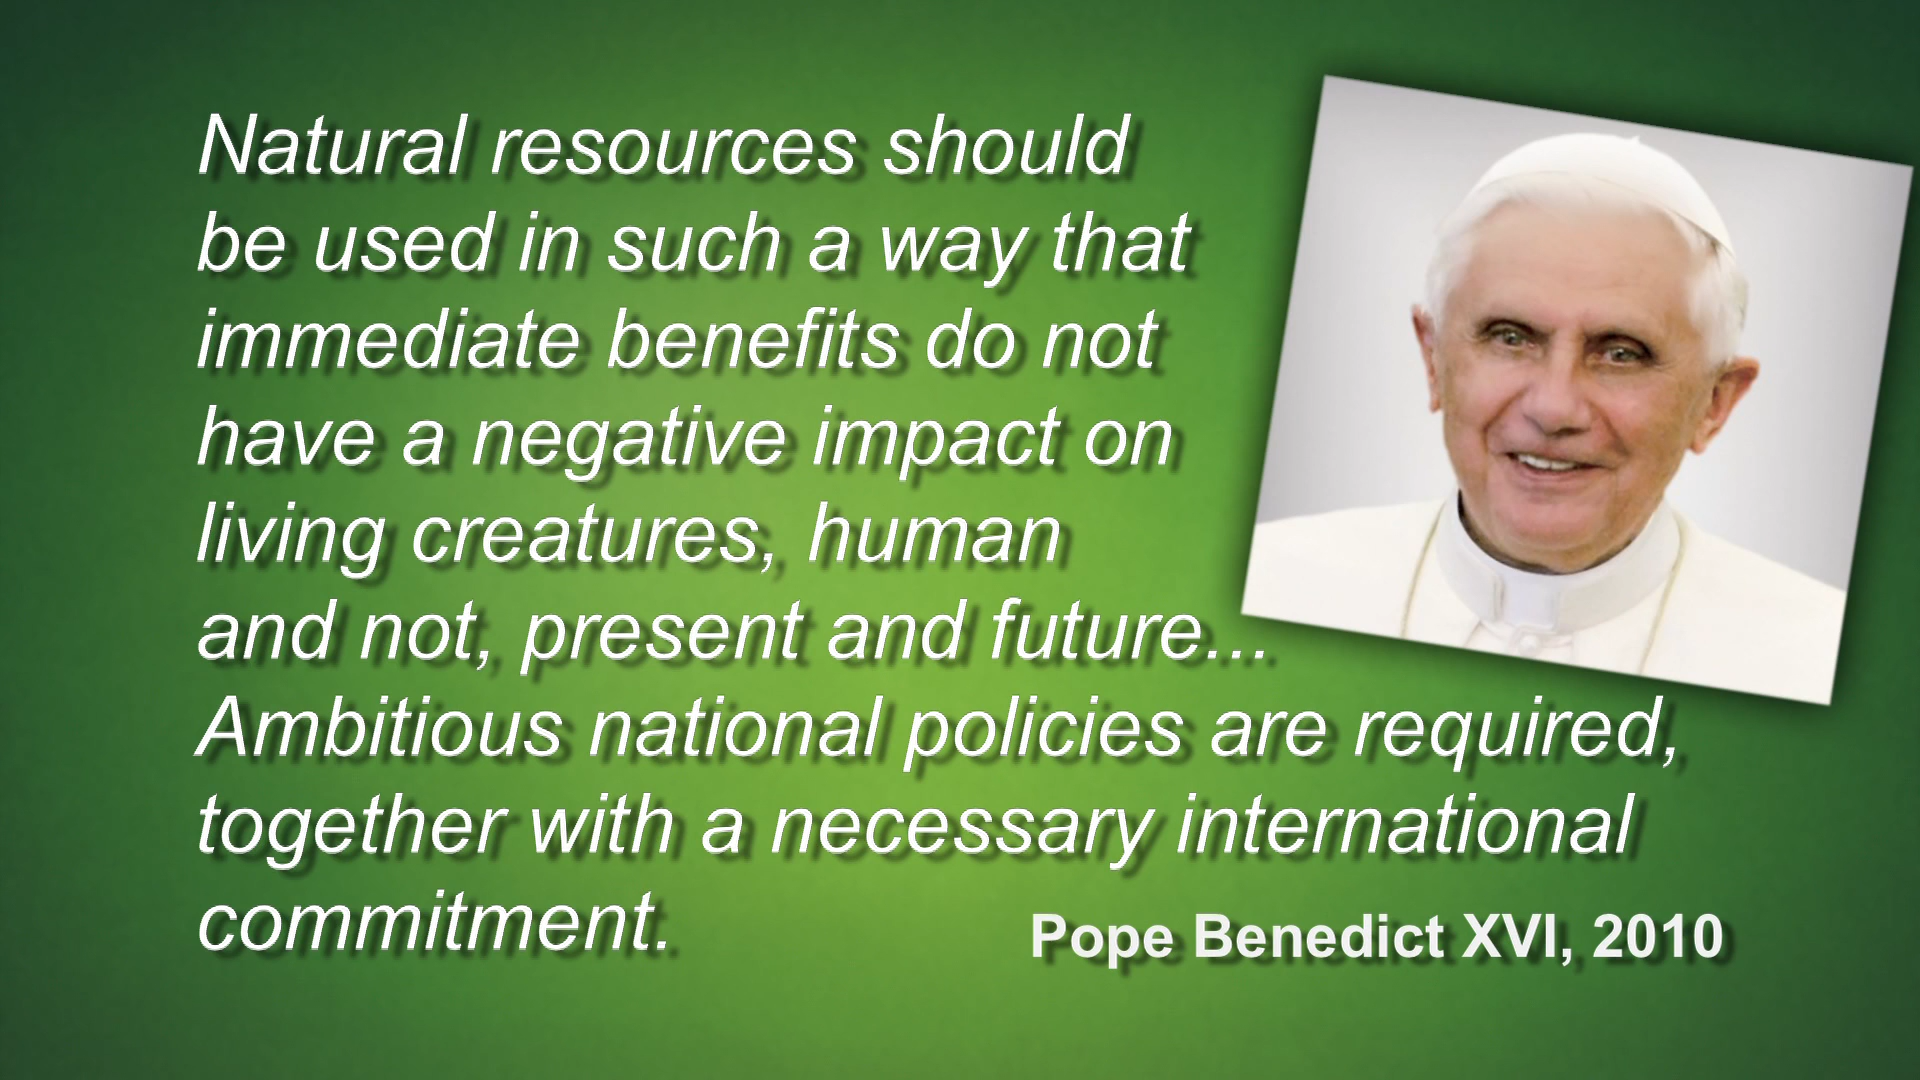 Natural resources should
be used in such a way that
immediate benefits do not
have a negative impact on
living creatures, human
and not, present and future...
Ambitious national policies are required,
together with a necessary international
commitment.
Pope Benedict XVI, 2010